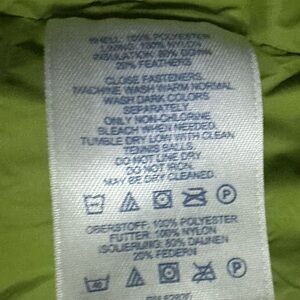 SHELL: 100% POLYESTER
LINING: 100% NYLON
INSULATION: 80% DOWN
20% FEATHERS
CLOSE FASTENERS.
MACHINE WASH WARM NORMAL
WASH DARK COLORS
SEPARATELY.
ONLY NON-CHLORINE
BLEACH WHEN NEEDED.
TUMBLE DRY LOW WITH CLEAN
TENNIS BALLS.
DO NOT LINE DRY
DO NOT IRON.
MAY BE DRY CLEANED.
P
OBERSTOFF: 100% POLYESTER
FUTTER: 100% NYLON
ISOLIERUNG: 80% DAUNEN
20% FEDERN
40
P